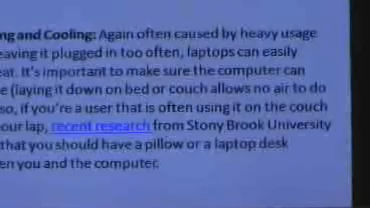 ng and Cooling: Again often caused by heavy usage
eaving it plugged in too often, laptops can easily
eat. It's important to make sure the computer can
e (laying it down on bed or couch allows no air to do
so, if you're a user that is often using it on the couch
our lap, recent research from Stony Brook University
that you should have a pillow or a laptop desk
en you and the computer.